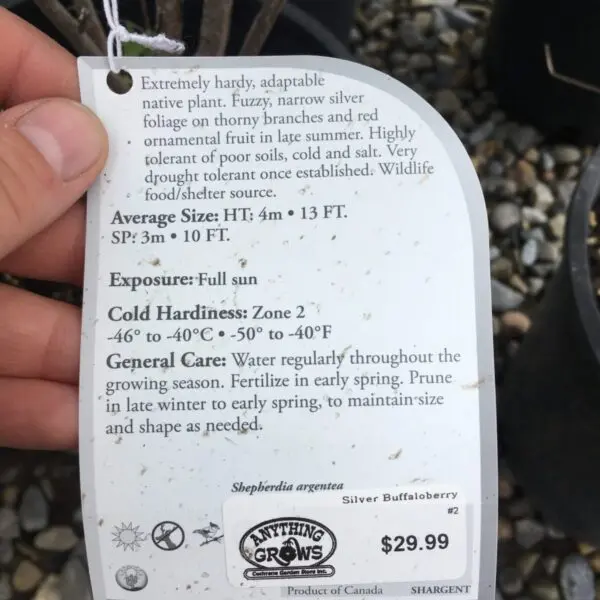 Extremely hardy, adaptable
native plant. Fuzzy, narrow silver
foliage on thorny branches and red
ornamental fruit in late summer. Highly
tolerant of poor soils, cold and salt. Very
drought tolerant once established. Wildlife
food/shelter source.
Average Size: HT: 4m • 13 FT.
SP: 3m • 10 FT.
Exposure: Full sun
Cold Hardiness: Zone 2
-46° to -40°C • -50° to -40°F
General Care: Water regularly throughout the
growing season. Fertilize in early spring. Prune
in late winter to early spring, to maintain size
and shape as needed.
Shepherdia argentea
Silver Buffaloberry
#2
ANYTHING
GROWS
Cochrane Garden Store Inc.
$29.99
Product of Canada SHARGENT